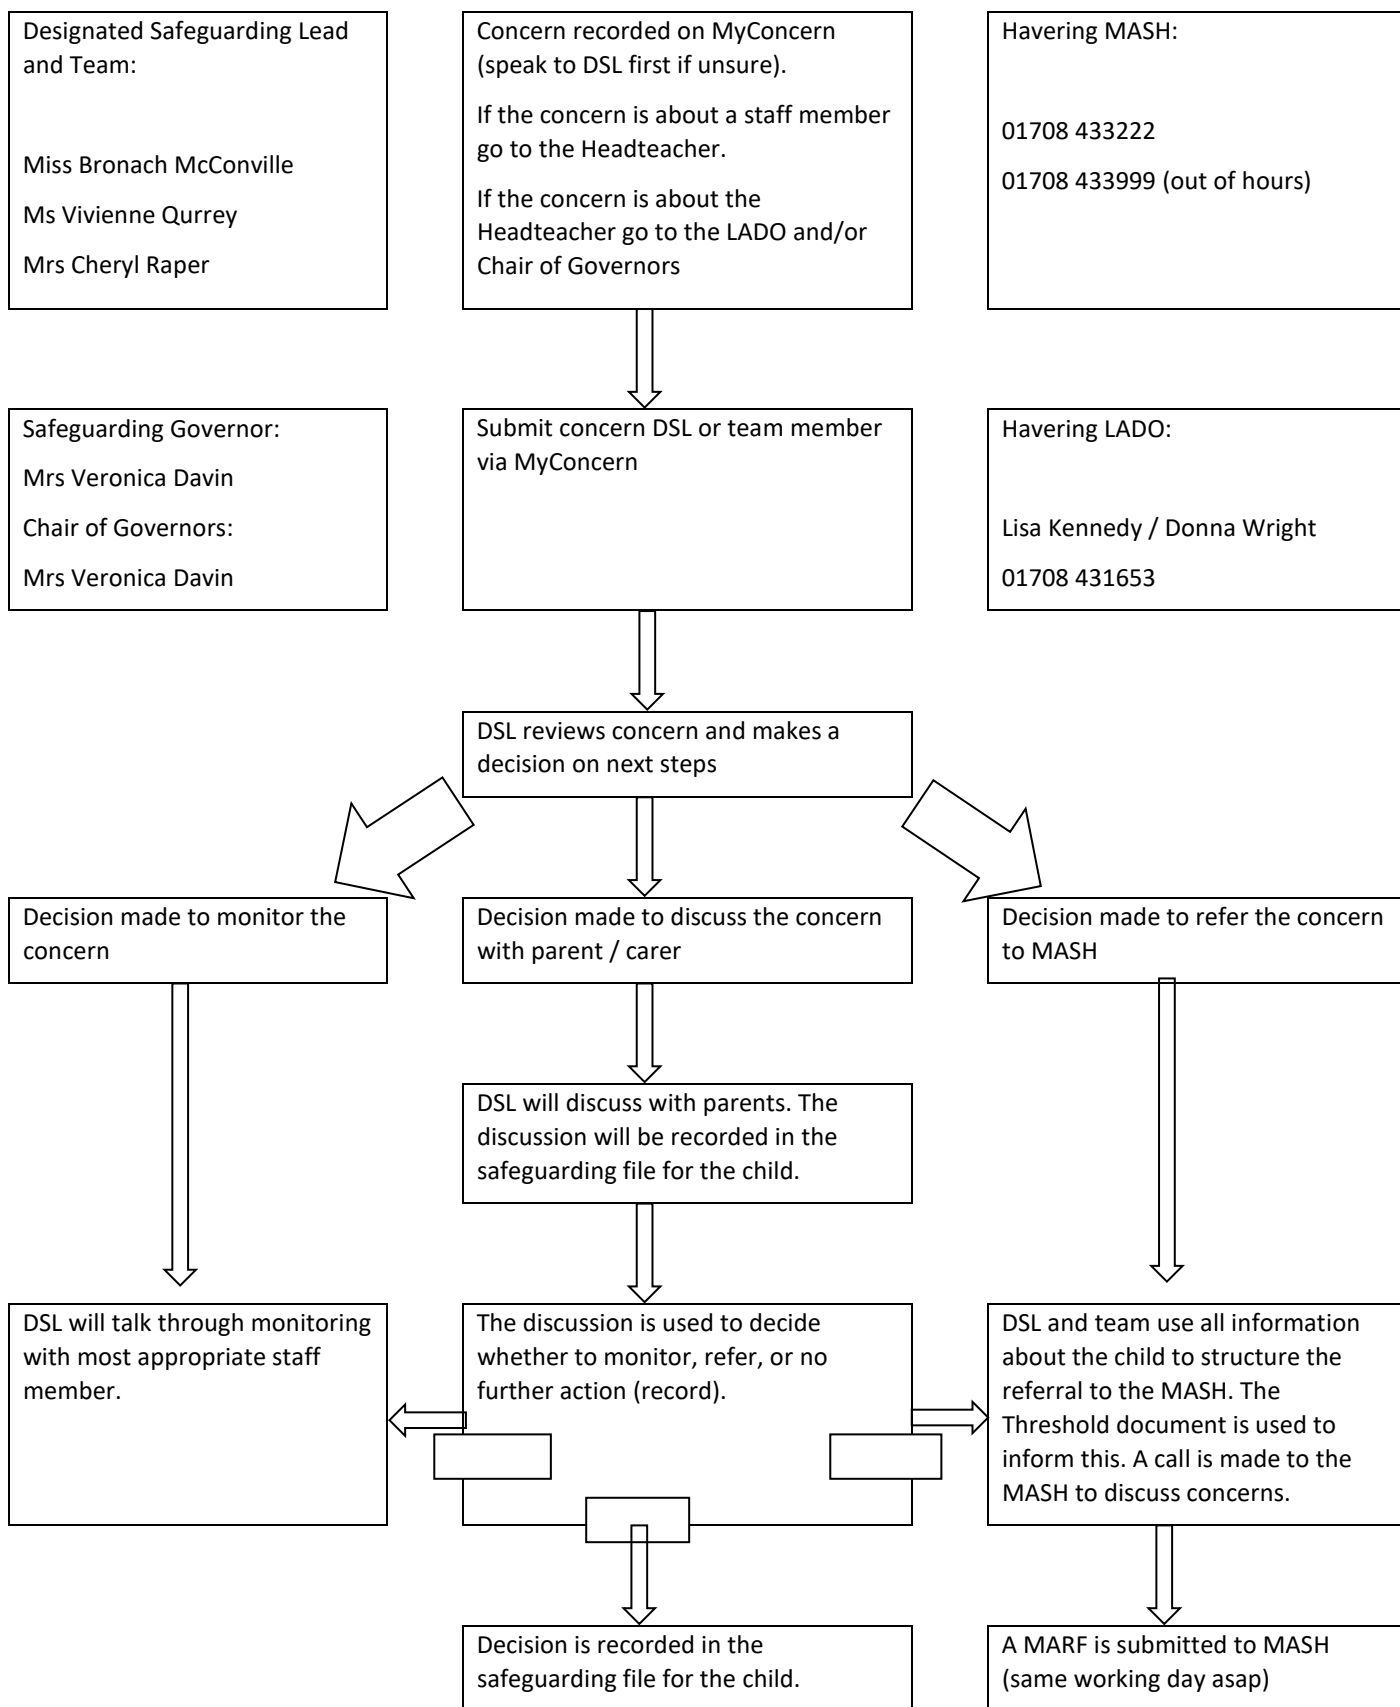 Designated Safeguarding Lead
and Team:
Miss Bronach McConville
Ms Vivienne Qurrey
Mrs Cheryl Raper
Concern recorded on MyConcern
(speak to DSL first if unsure).
If the concern is about a staff member
go to the Headteacher.
If the concern is about the
Headteacher go to the LADO and/or
Chair of Governors
Havering MASH:
01708 433222
01708 433999 (out of hours)
Safeguarding Governor:
Mrs Veronica Davin
Chair of Governors:
Mrs Veronica Davin
Submit concern DSL or team member
via MyConcern
Havering LADO:
Lisa Kennedy / Donna Wright
01708 431653
DSL reviews concern and makes a
decision on next steps
Decision made to monitor the
concern
Decision made to discuss the concern
with parent / carer
Decision made to refer the concern
to MASH
DSL will discuss with parents. The
discussion will be recorded in the
safeguarding file for the child.
DSL will talk through monitoring
with most appropriate staff
member.
The discussion is used to decide
whether to monitor, refer, or no
further action (record).
DSL and team use all information
about the child to structure the
referral to the MASH. The
Threshold document is used to
inform this. A call is made to the
MASH to discuss concerns.
Decision is recorded in the
safeguarding file for the child.
A MARF is submitted to MASH
(same working day asap)